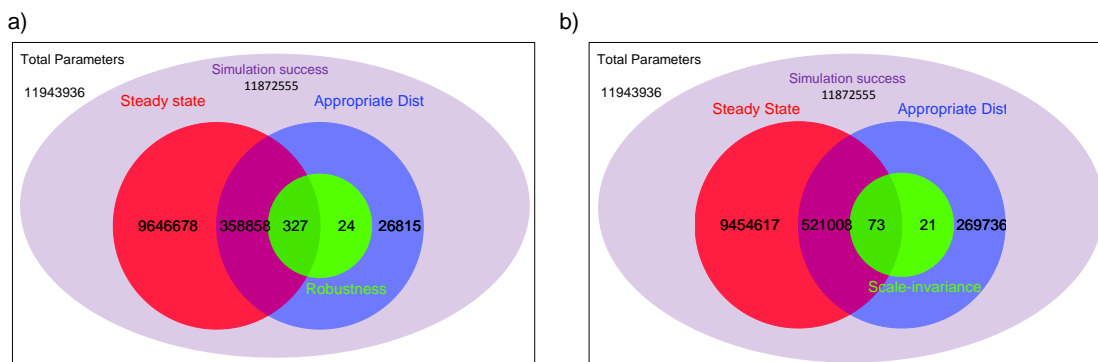 a)
Total Parameters
11943936
Simulation success
11872555
Steady state
Appropriate Dist
9646678
358858
327
24
26815
Robustness
b)
Total Parameters
11943936
Simulation success
11872555
Steady State
Appropriate Dist
9454617
521008
73
21
269736
Scale-invariance